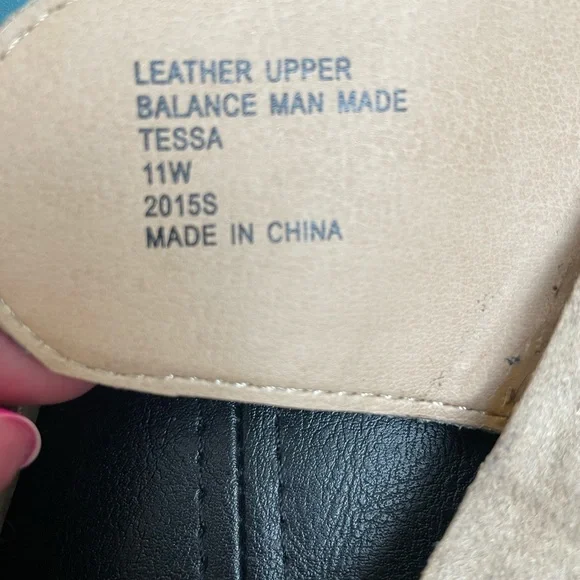 LEATHER UPPER
BALANCE MAN MADE
TESSA
11W
2015S
MADE IN CHINA